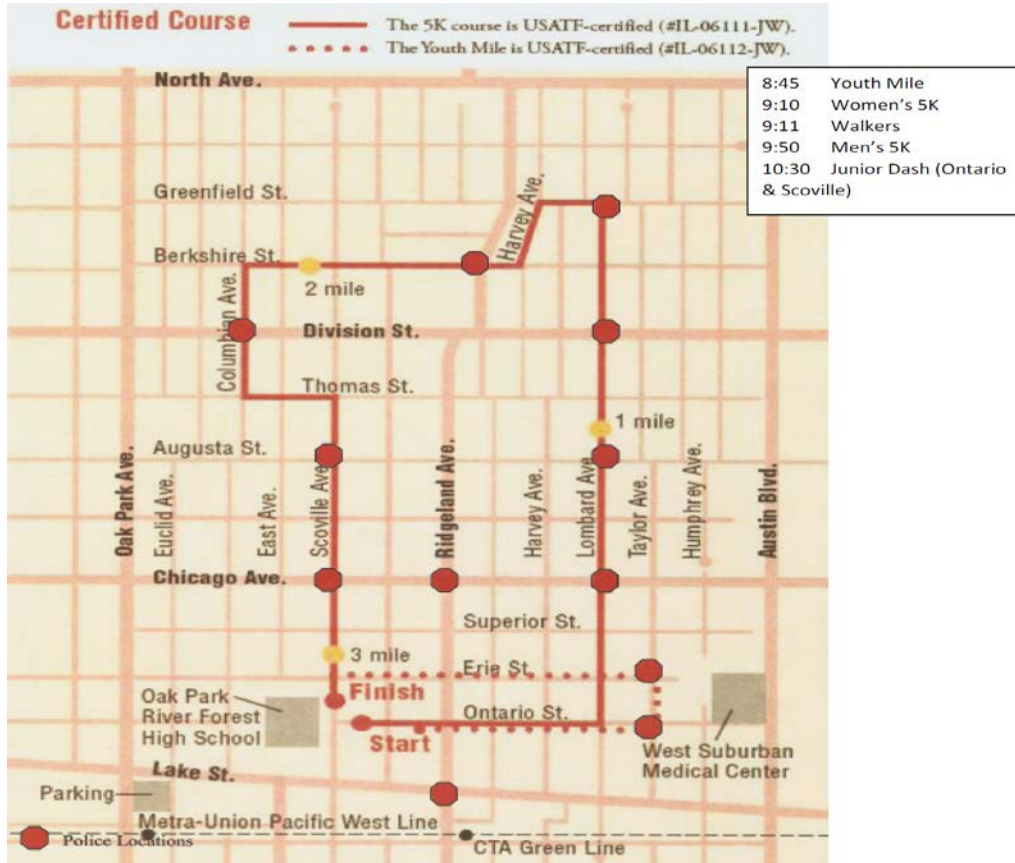 Certified Course
The 5K course is USATF-certified (#IL-06111-JW).
The Youth Mile is USATF-certified (#IL-06112-JW).
8:45 Youth Mile
9:10 Women's 5K
9:11 Walkers
9:50 Men's 5K
10:30 Junior Dash (Ontario
& Scoville)
North Ave.
Greenfield St.
Harvey Ave.
Berkshire St.
2 mile
Columbian Ave.
Division St.
Thomas St.
1 mile
Augusta St.
Oak Park Ave.
Euclid Ave.
East Ave.
Scoville Ave.
Ridgeland Ave.
Harvey Ave.
Lombard Ave.
Taylor Ave.
Humphrey Ave.
Austin Blvd.
Chicago Ave.
Superior St.
3 mile
Erie St.
Finish
Oak Park
River Forest
High School
Ontario St.
Start
West Suburban
Medical Center
Lake St.
Parking
Metra-Union Pacific West Line
Police Locations
CTA Green Line